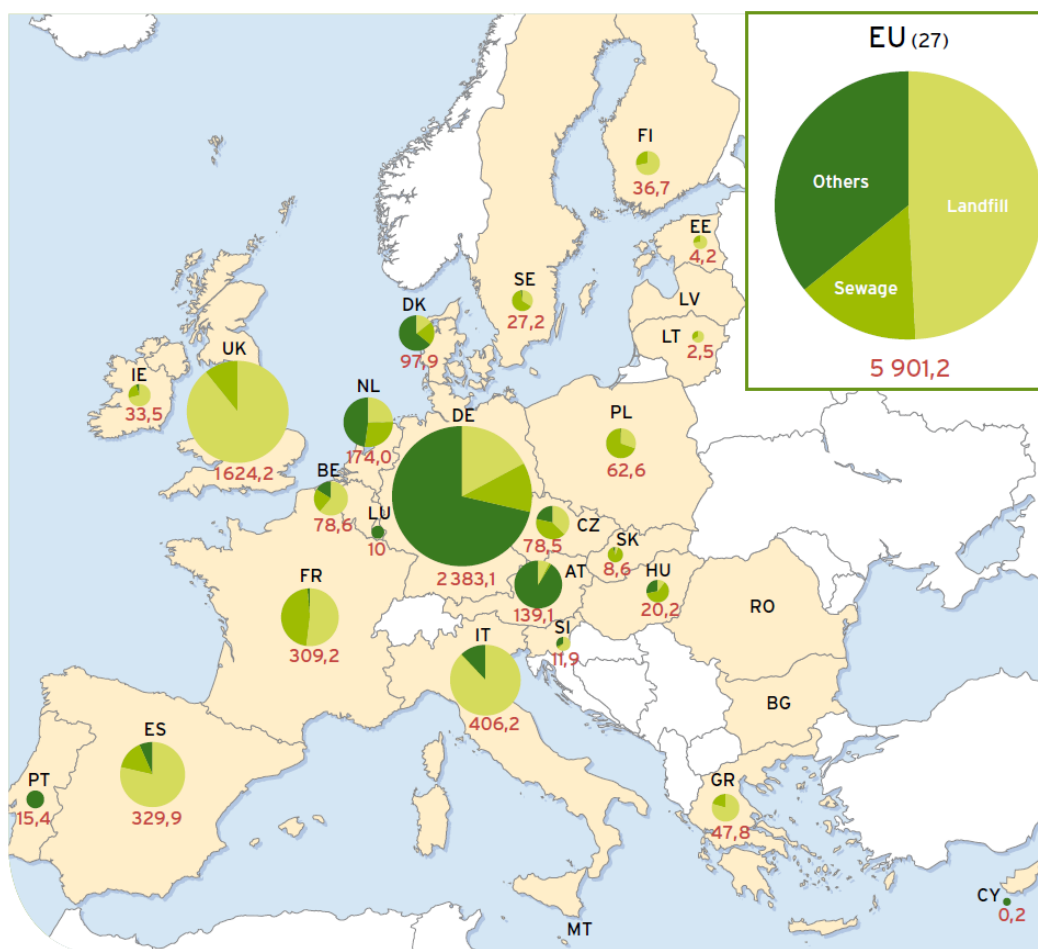 EU (27)
Others
Landfill
Sewage
5 901,2
FI
36,7
EE
4,2
SE
27,2
LV
DK
97,9
LT
2,5
UK
1 624,2
IE
33,5
NL
174,0
DE
2 383,1
PL
62,6
BE
78,6
LU
10
CZ
78,5
SK
8,6
AT
139,1
HU
20,2
FR
309,2
RO
SI
11,9
IT
406,2
BG
ES
329,9
PT
15,4
GR
47,8
CY
0,2
MT